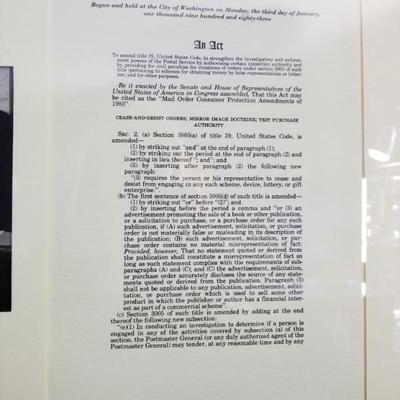 Begun and held at the City of Washington on Monday, the third day of January,
one thousand nine hundred and eighty-three
An Act
To amend title 39, United States Code, to strengthen the investigatory and enforce-
ment powers of the Postal Service by authorizing certain inspection authority and
by providing for civil penalties for violations of orders under section 3005 of such
title (pertaining to schemes for obtaining money by false representations or lotter-
ies), and for other purposes.
Be it enacted by the Senate and House of Representatives of the
United States of America in Congress assembled, That this Act may
be cited as the "Mail Order Consumer Protection Amendments of
1983".
CEASE-AND-DESIST ORDERS; MIRROR IMAGE DOCTRINE; TEST PURCHASE
AUTHORITY
SEC. 2. (a) Section 3005(a) of title 39, United States Code, is
amended—
(1) by striking out "and" at the end of paragraph (1);
(2) by striking out the period at the end of paragraph (2) and
inserting in lieu thereof "; and"; and
(3) by inserting after paragraph (2) the following new
paragraph:
"(3) requires the person or his representative to cease and
desist from engaging in any such scheme, device, lottery, or gift
enterprise.".
(b) The first sentence of section 3005(d) of such title is amended—
(1) by striking out "or" before "(2)"; and
(2) by inserting before the period a comma and "or (3) an
advertisement promoting the sale of a book or other publication,
or a solicitation to purchase, or a purchase order for any such
publication, if (A) such advertisement, solicitation, or purchase
order is not materially false or misleading in its description of
the publication; (B) such advertisement, solicitation, or pur-
chase order contains no material misrepresentation of fact:
Provided, however, That no statement quoted or derived from
the publication shall constitute a misrepresentation of fact as
long as such statement complies with the requirements of sub-
paragraphs (A) and (C); and (C) the advertisement, solicitation,
or purchase order accurately discloses the source of any state-
ments quoted or derived from the publication. Paragraph (3)
shall not be applicable to any publication, advertisement, solici-
tation, or purchase order which is used to sell some other
product in which the publisher or author has a financial inter-
est as part of a commercial scheme".
(c) Section 3005 of such title is amended by adding at the end
thereof the following new subsection:
"(e)(1) In conducting an investigation to determine if a person is
engaged in any of the activities covered by subsection (a) of this
section, the Postmaster General (or any duly authorized agent of the
Postmaster General) may tender, at any reasonable time and by any